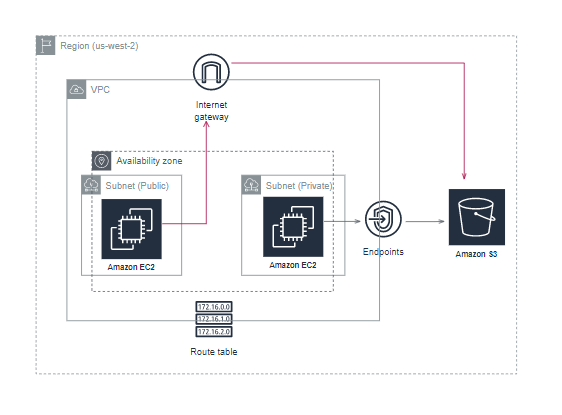 Region (us-west-2)
VPC
Internet
gateway
Availability zone
Subnet (Public)
Subnet (Private)
Amazon EC2
Amazon EC2
Endpoints
Amazon S3
172.16.0.0
172.16.1.0
172.16.2.0
Route table